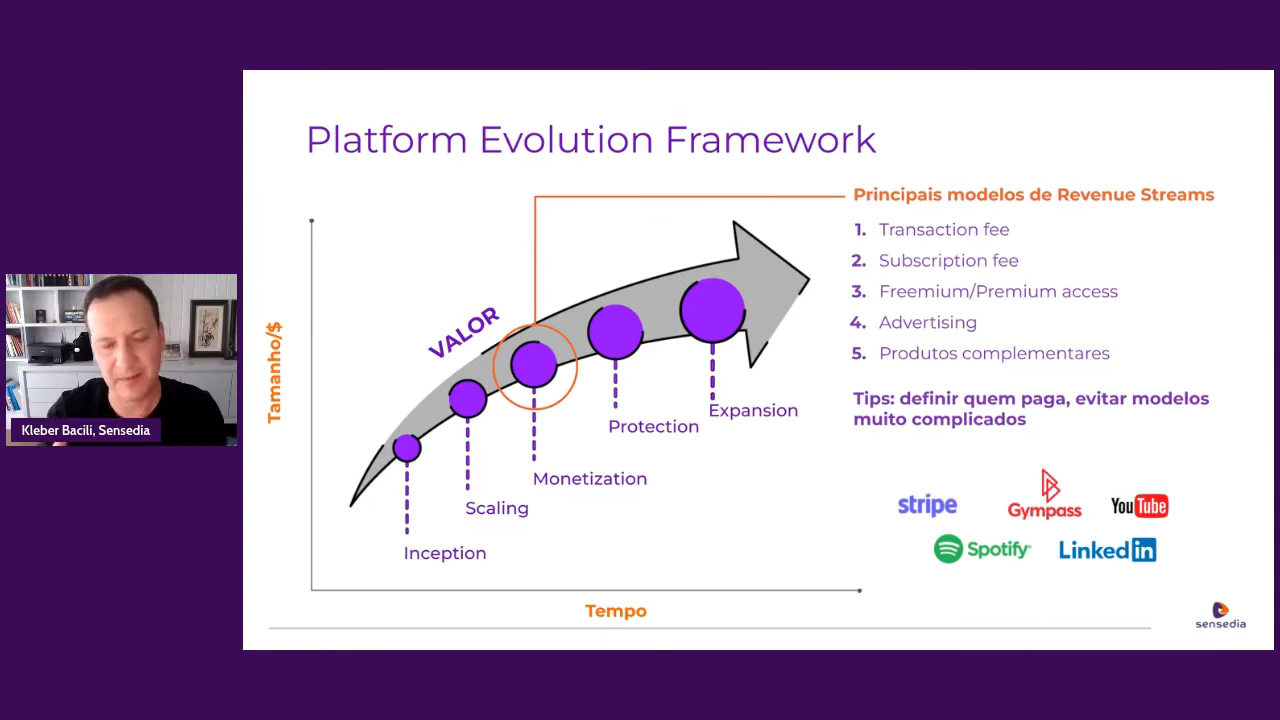 Platform Evolution Framework
Principais modelos de Revenue Streams
1. Transaction fee
2. Subscription fee
3. Freemium/Premium access
4. Advertising
5. Produtos complementares
Tips: definir quem paga, evitar modelos
muito complicados
VALOR
Tamanho/$
Expansion
Protection
Monetization
Scaling
Inception
Tempo
stripe
Gympass
YouTube
Spotify
Linkedin
sensedia
Kleber Bacili, Sensedia